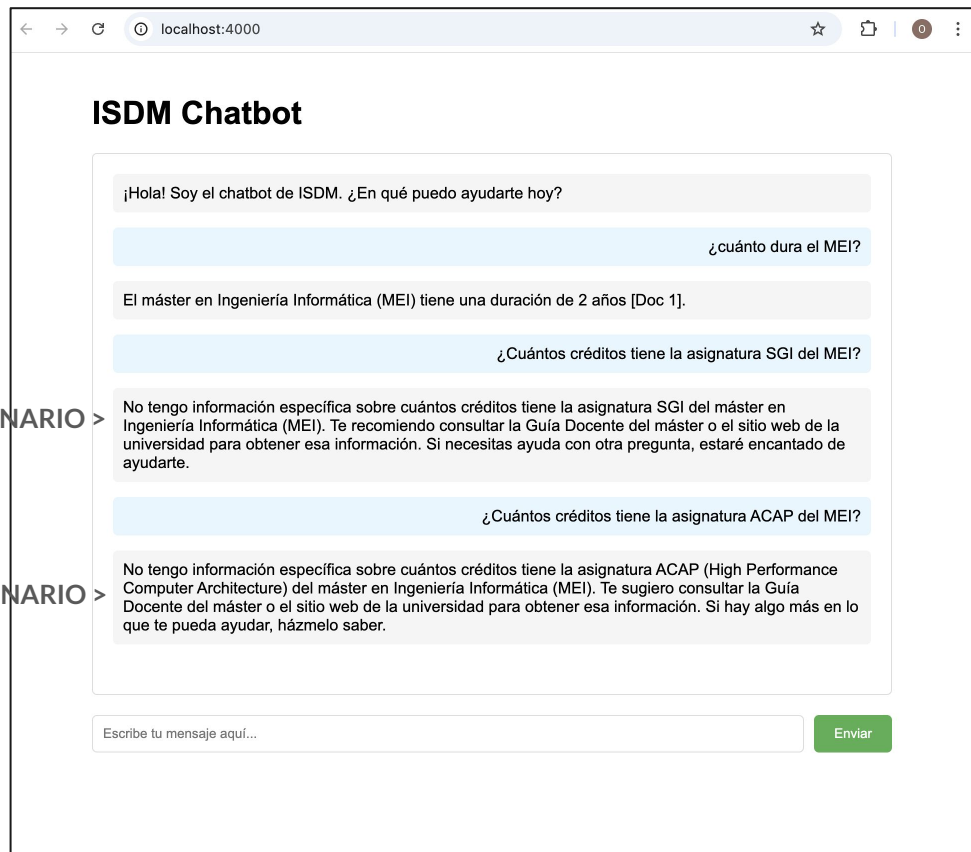 localhost:4000
O
ISDM Chatbot
¡Hola! Soy el chatbot de ISDM. ¿En qué puedo ayudarte hoy?
¿cuánto dura el MEI?
El máster en Ingeniería Informática (MEI) tiene una duración de 2 años [Doc 1].
¿Cuántos créditos tiene la asignatura SGI del MEI?
NARIO >
No tengo información específica sobre cuántos créditos tiene la asignatura SGI del máster en
Ingeniería Informática (MEI). Te recomiendo consultar la Guía Docente del máster o el sitio web de la
universidad para obtener esa información. Si necesitas ayuda con otra pregunta, estaré encantado de
ayudarte.
¿Cuántos créditos tiene la asignatura ACAP del MEI?
NARIO >
No tengo información específica sobre cuántos créditos tiene la asignatura ACAP (High Performance
Computer Architecture) del máster en Ingeniería Informática (MEI). Te sugiero consultar la Guía
Docente del máster o el sitio web de la universidad para obtener esa información. Si hay algo más en lo
que te pueda ayudar, házmelo saber.
Escribe tu mensaje aquí...
Enviar